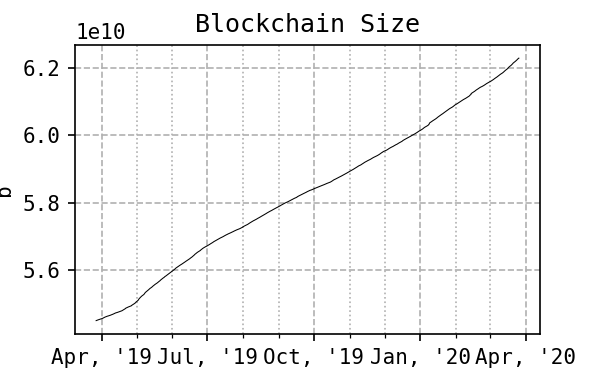 Blockchain Size
1e10
6.2
6.0
5.8
5.6
b
Apr, '19 Jul, '19 Oct, '19 Jan, '20 Apr, '20